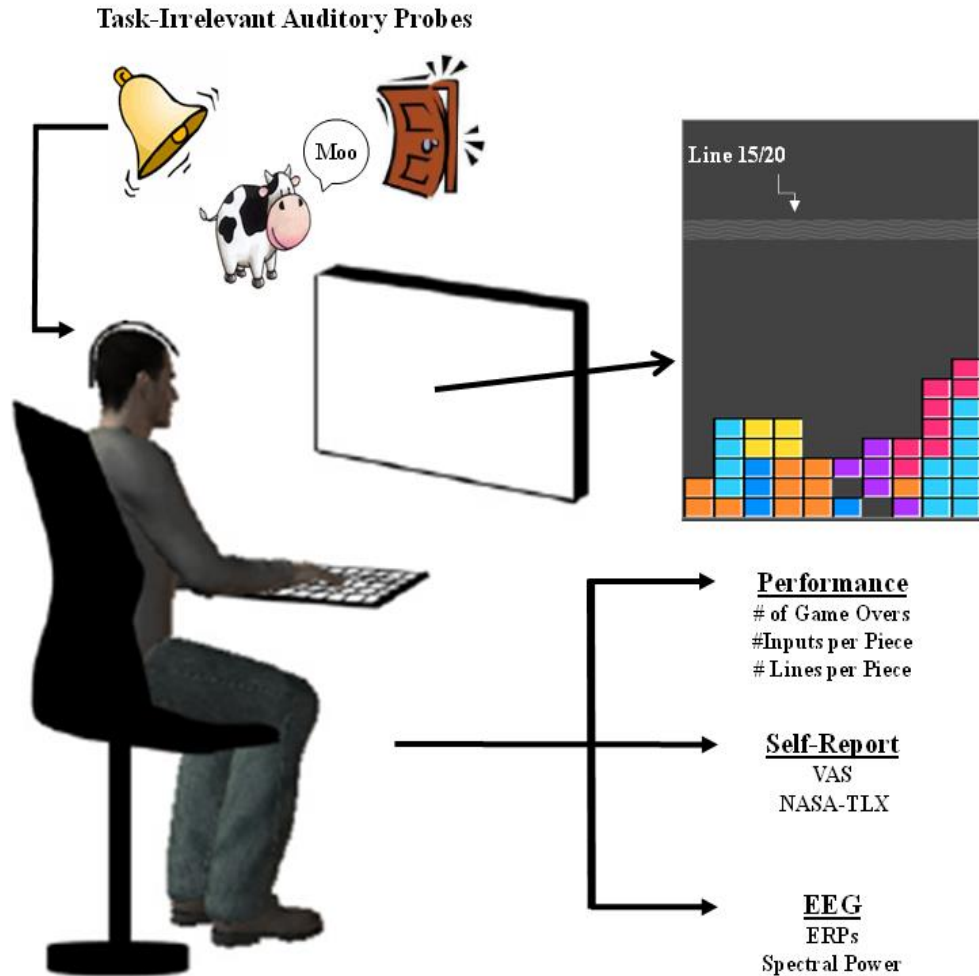 Task-Irrelevant Auditory Probes
Moo
Line 15/20
Performance
# of Game Overs
#Inputs per Piece
# Lines per Piece
Self-Report
VAS
NASA-TLX
EEG
ERPs
Spectral Power